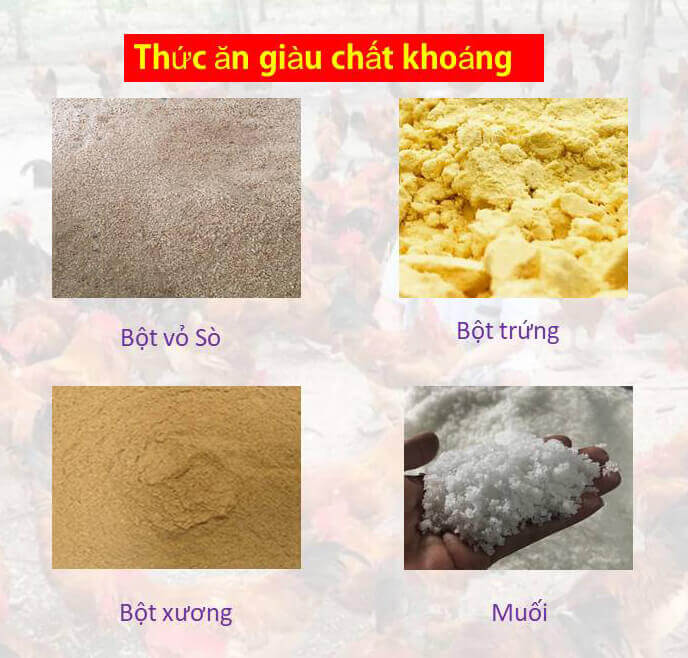 Thức ăn giàu chất khoáng
Bột vỏ Sò
Bột trứng
Bột xương
Muối